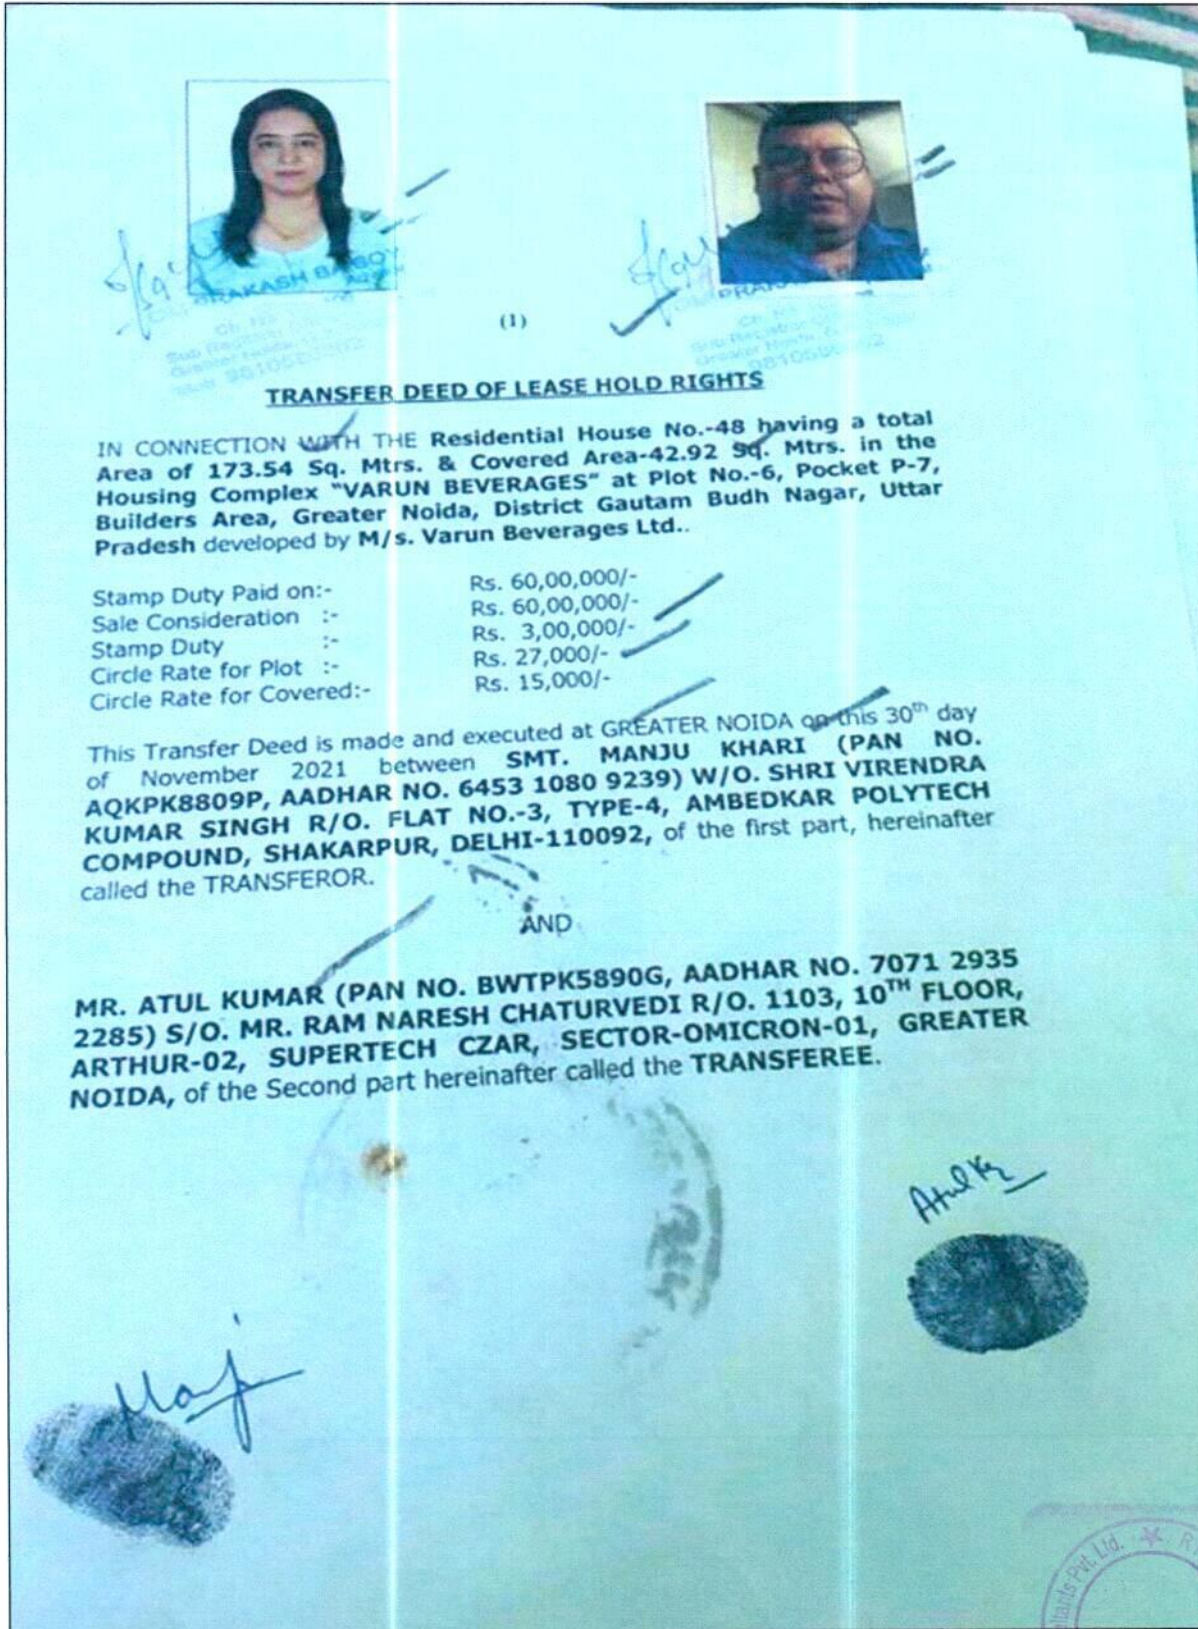 (1)
TRANSFER DEED OF LEASE HOLD RIGHTS
IN CONNECTION WITH THE Residential House No.-48 having a total
Area of 173.54 Sq. Mtrs. & Covered Area-42.92 Sq. Mtrs. in the
Housing Complex "VARUN BEVERAGES" at Plot No.-6, Pocket P-7,
Builders Area, Greater Noida, District Gautam Budh Nagar, Uttar
Pradesh developed by M/s. Varun Beverages Ltd..
Stamp Duty Paid on:- Rs. 60,00,000/-
Sale Consideration :- Rs. 60,00,000/-
Stamp Duty :- Rs. 3,00,000/-
Circle Rate for Plot :- Rs. 27,000/-
Circle Rate for Covered:- Rs. 15,000/-
This Transfer Deed is made and executed at GREATER NOIDA on this 30th day
of November 2021 between SMT. MANJU KHARI (PAN NO.
AQKPK8809P, AADHAR NO. 6453 1080 9239) W/O. SHRI VIRENDRA
KUMAR SINGH R/O. FLAT NO.-3, TYPE-4, AMBEDKAR POLYTECH
COMPOUND, SHAKARPUR, DELHI-110092, of the first part, hereinafter
called the TRANSFEROR.
AND
MR. ATUL KUMAR (PAN NO. BWTPK5890G, AADHAR NO. 7071 2935
2285) S/O. MR. RAM NARESH CHATURVEDI R/O. 1103, 10TH FLOOR,
ARTHUR-02, SUPERTECH CZAR, SECTOR-OMICRON-01, GREATER
NOIDA, of the Second part hereinafter called the TRANSFEREE.
Pvt. Ltd.